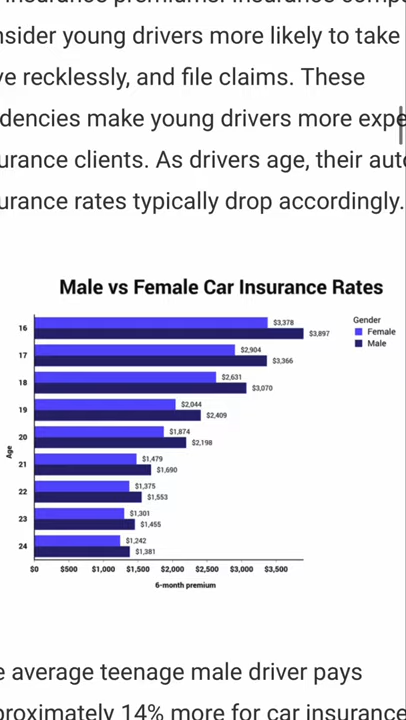 nsider young drivers more likely to take
ve recklessly, and file claims. These
dencies make young drivers more expe
urance clients. As drivers age, their aut
urance rates typically drop accordingly.
Male vs Female Car Insurance Rates
Gender
Female
Male
Age
16 $3,378 $3,897
17 $2,904 $3,366
18 $2,631 $3,070
19 $2,044 $2,409
20 $1,874 $2,198
21 $1,479 $1,690
22 $1,375 $1,553
23 $1,301 $1,455
24 $1,242 $1,381
$0 $500 $1,000 $1,500 $2,000 $2,500 $3,000 $3,500
6-month premium
e average teenage male driver pays
proximately 14% more for car insurance